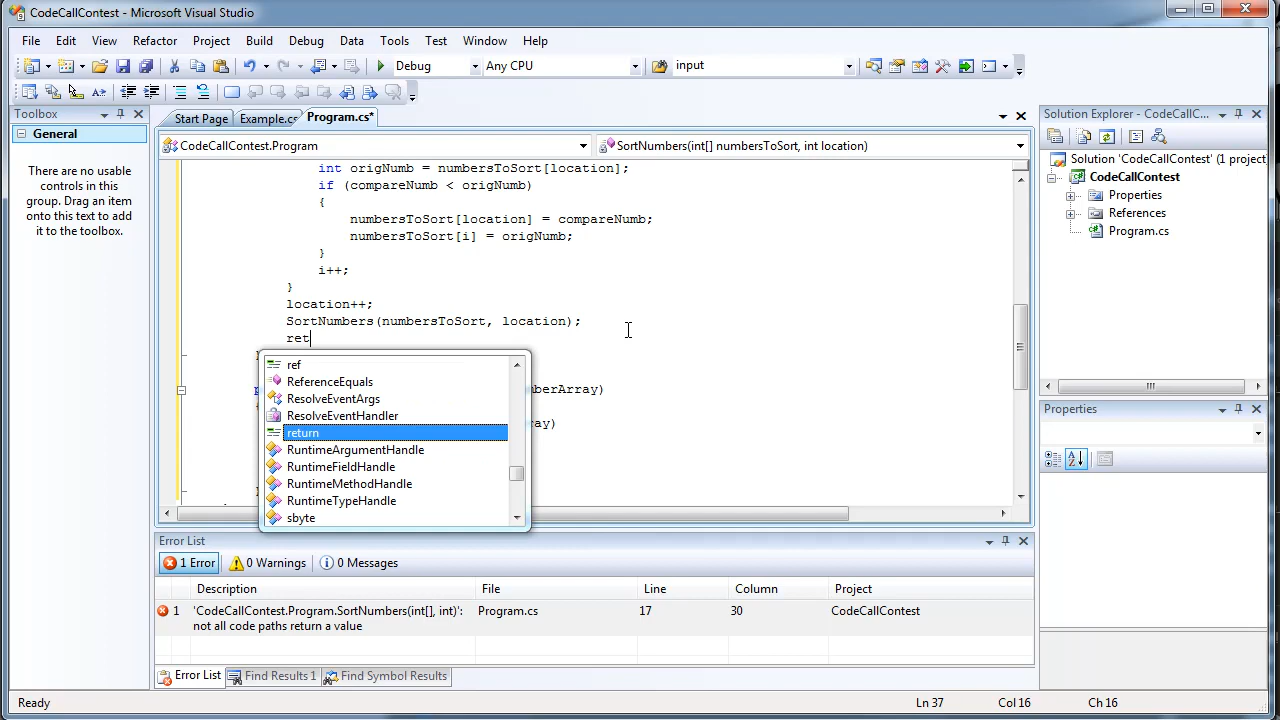 CodeCallContest - Microsoft Visual Studio
File Edit View Refactor Project Build Debug Data Tools Test Window Help
Debug Any CPU input
Toolbox
General
There are no usable
controls in this
group. Drag an item
onto this text to add
it to the toolbox.
Start Page Example.cs Program.cs*
CodeCallContest.Program SortNumbers(int[] numbersToSort, int location)
int origNumb = numbersToSort[location];
if (compareNumb < origNumb)
{
numbersToSort[location] = compareNumb;
numbersToSort[i] = origNumb;
}
i++;
}
location++;
SortNumbers(numbersToSort, location);
ret
berArray)
ay)
ref
ReferenceEquals
ResolveEventArgs
ResolveEventHandler
return
RuntimeArgumentHandle
RuntimeFieldHandle
RuntimeMethodHandle
RuntimeTypeHandle
sbyte
Solution Explorer - CodeCallC...
Solution 'CodeCallContest' (1 project
CodeCallContest
Properties
References
Program.cs
Properties
Error List
1 Error 0 Warnings 0 Messages
Description File Line Column Project
1 'CodeCallContest.Program.SortNumbers(int[], int)': Program.cs 17 30 CodeCallContest
not all code paths return a value
Error List Find Results 1 Find Symbol Results
Ready Ln 37 Col 16 Ch 16